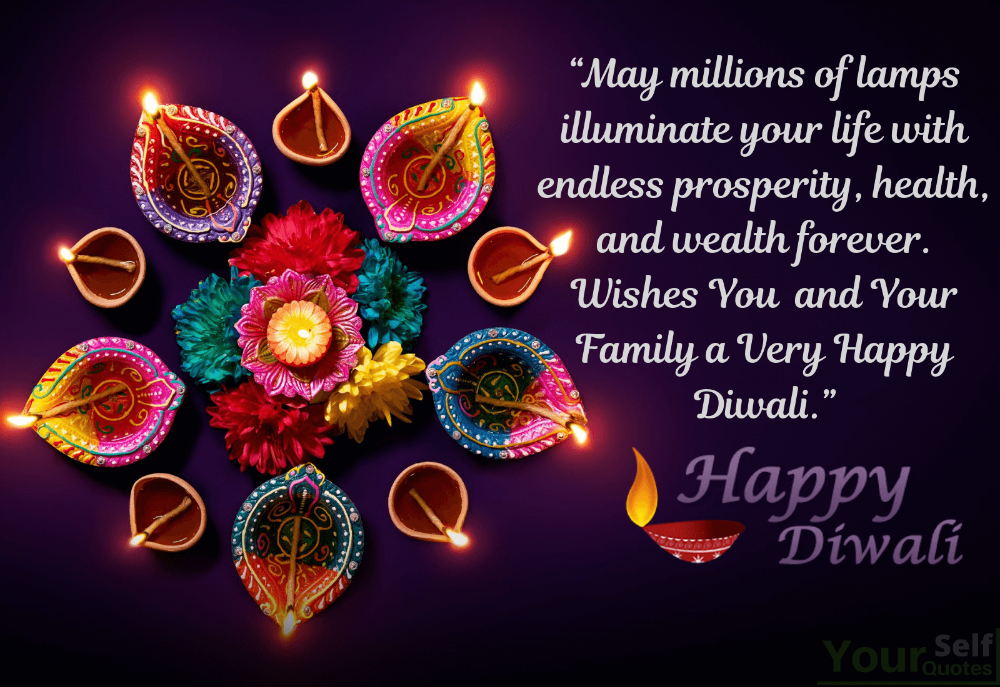 “May millions of lamps
illuminate your life with
endless prosperity, health,
and wealth forever.
Wishes You and Your
Family a Very Happy
Diwali.”
Happy
Diwali
Your Self
Quotes